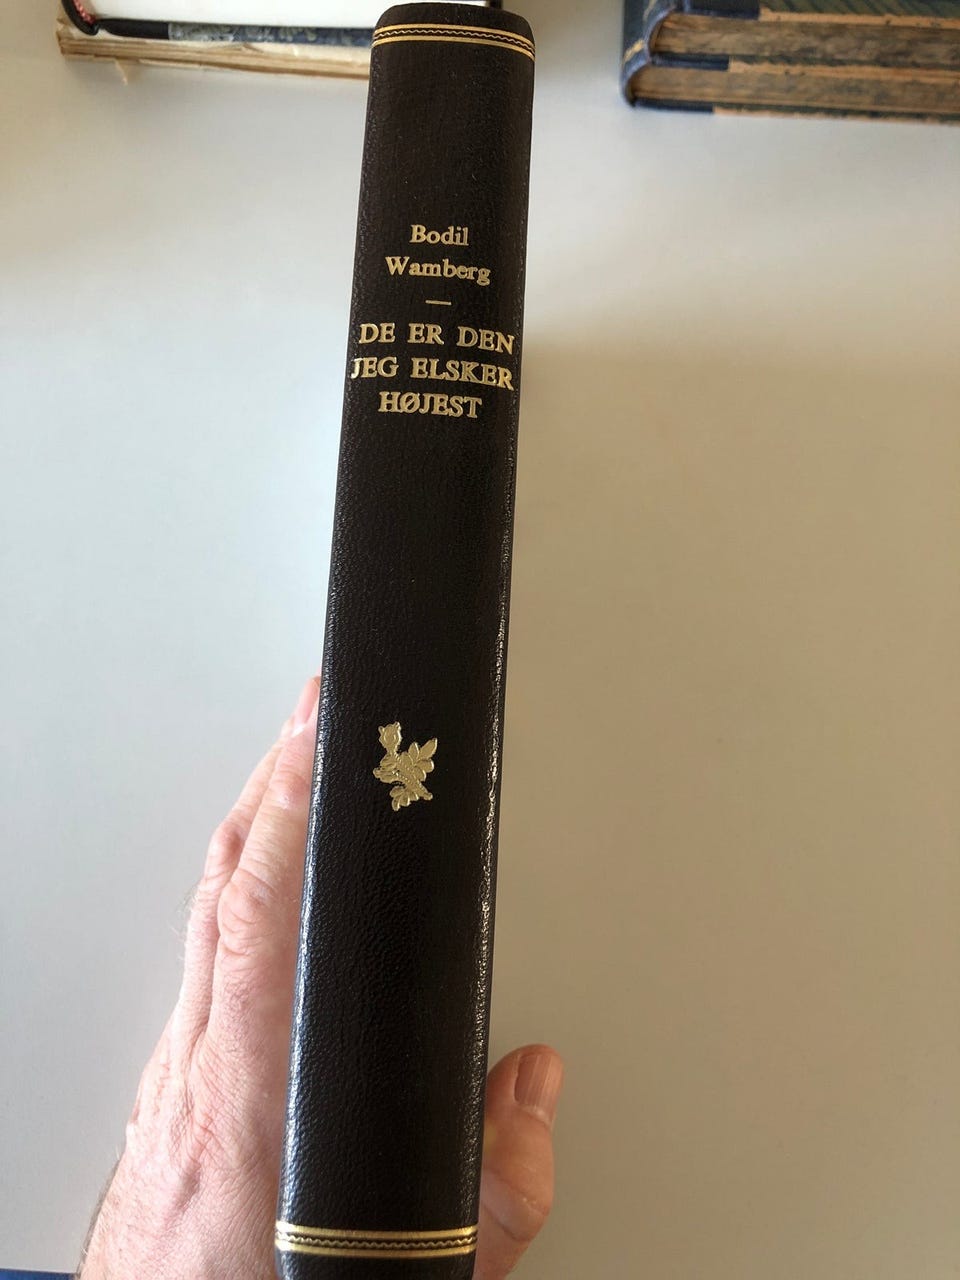 Bodil
Wamberg
—
DE ER DEN
JEG ELSKER
HØJEST